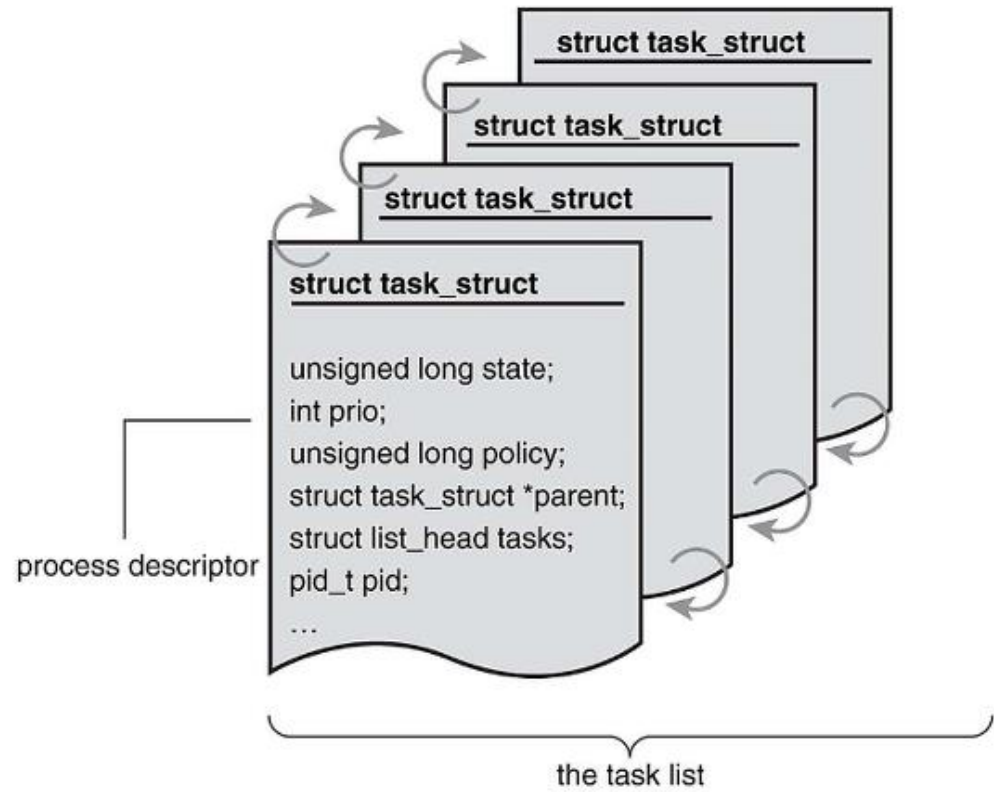 struct task_struct
struct task_struct
struct task_struct
struct task_struct
unsigned long state;
int prio;
unsigned long policy;
struct task_struct *parent;
struct list_head tasks;
pid_t pid;
...
process descriptor
the task list